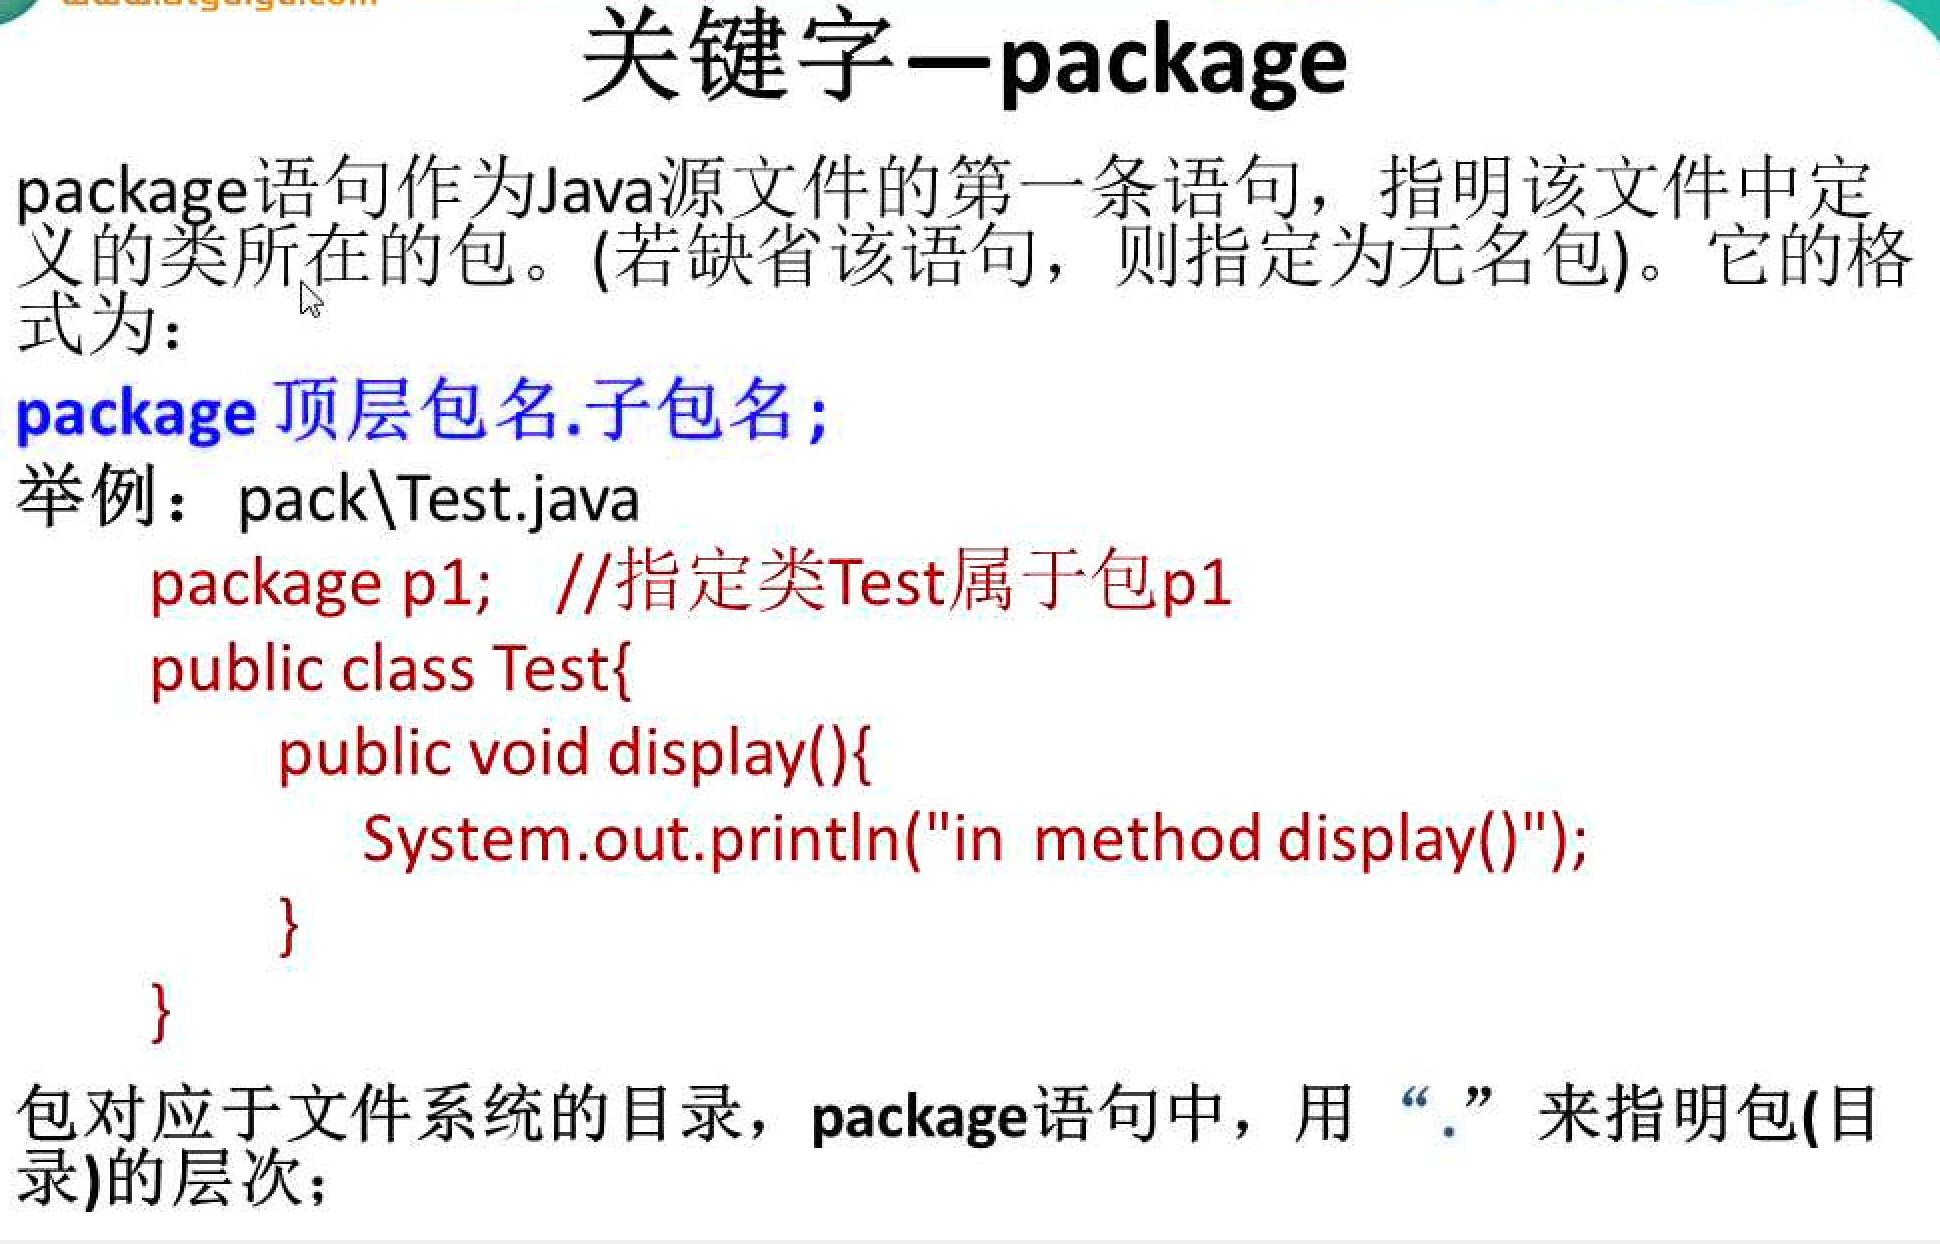 关键字—package
package语句作为Java源文件的第一条语句，指明该文件中定
义的类所在的包。(若缺省该语句，则指定为无名包)。它的格
式为：
package 顶层包名.子包名；
举例：pack\Test.java
package p1;    //指定类Test属于包p1
public class Test{
public void display(){
System.out.println("in  method display()");
}
}
包对应于文件系统的目录，package语句中，用 “.” 来指明包(目
录)的层次；